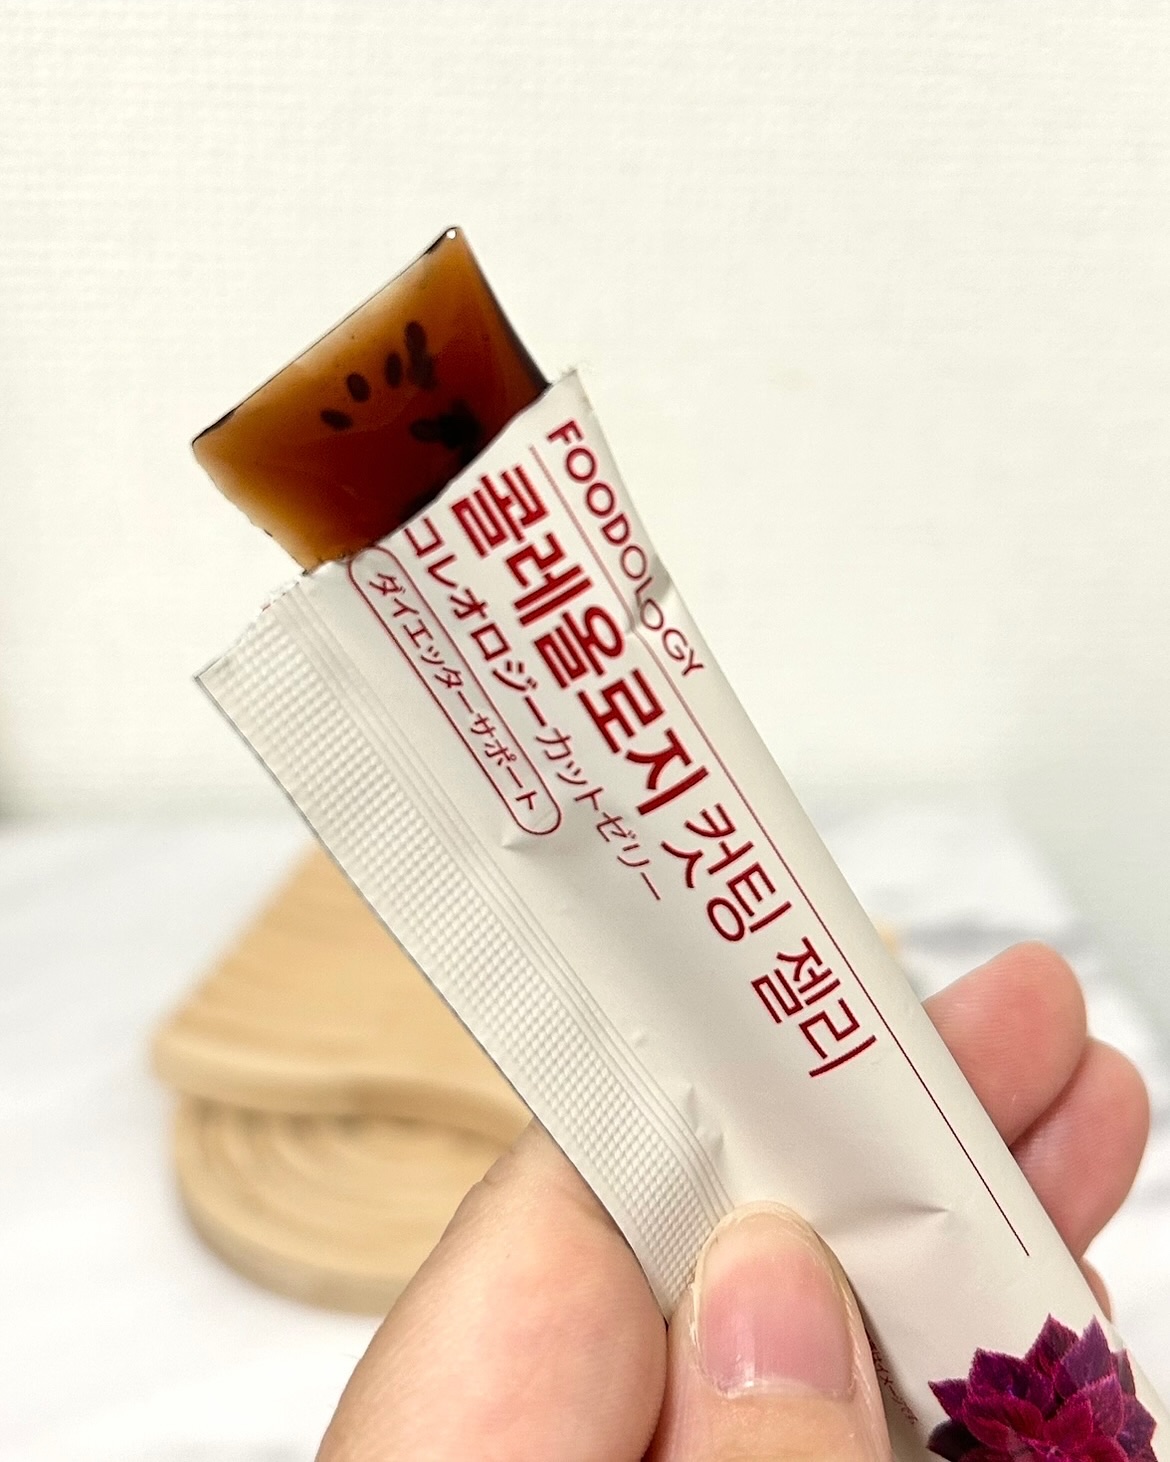 FOODOLOGY
콜레올로지 컷팅 젤리
コレオロジーカットゼリー
ダイエッターサポート